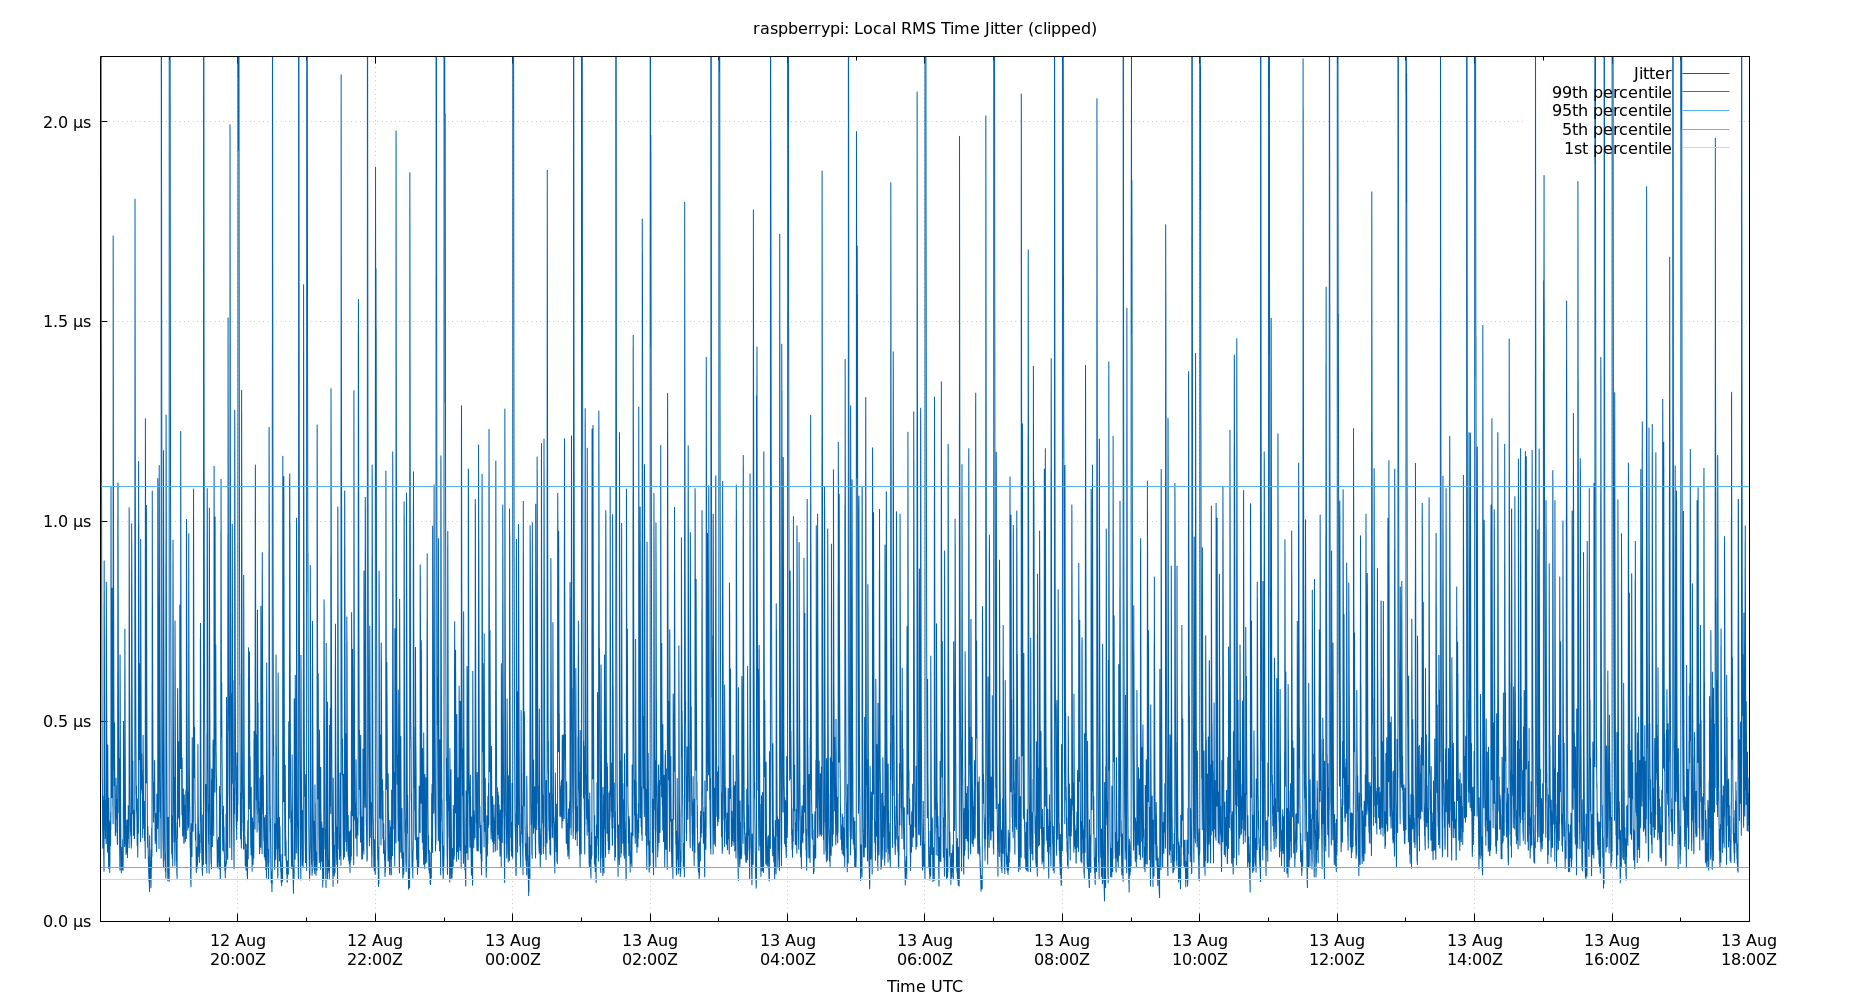 raspberrypi: Local RMS Time Jitter (clipped)
Jitter
99th percentile
95th percentile
5th percentile
1st percentile
2.0 μs
1.5 μs
1.0 μs
0.5 μs
0.0 μs
12 Aug 12 Aug 13 Aug 13 Aug 13 Aug 13 Aug 13 Aug 13 Aug 13 Aug 13 Aug 13 Aug 13 Aug
20:00Z 22:00Z 00:00Z 02:00Z 04:00Z 06:00Z 08:00Z 10:00Z 12:00Z 14:00Z 16:00Z 18:00Z
Time UTC